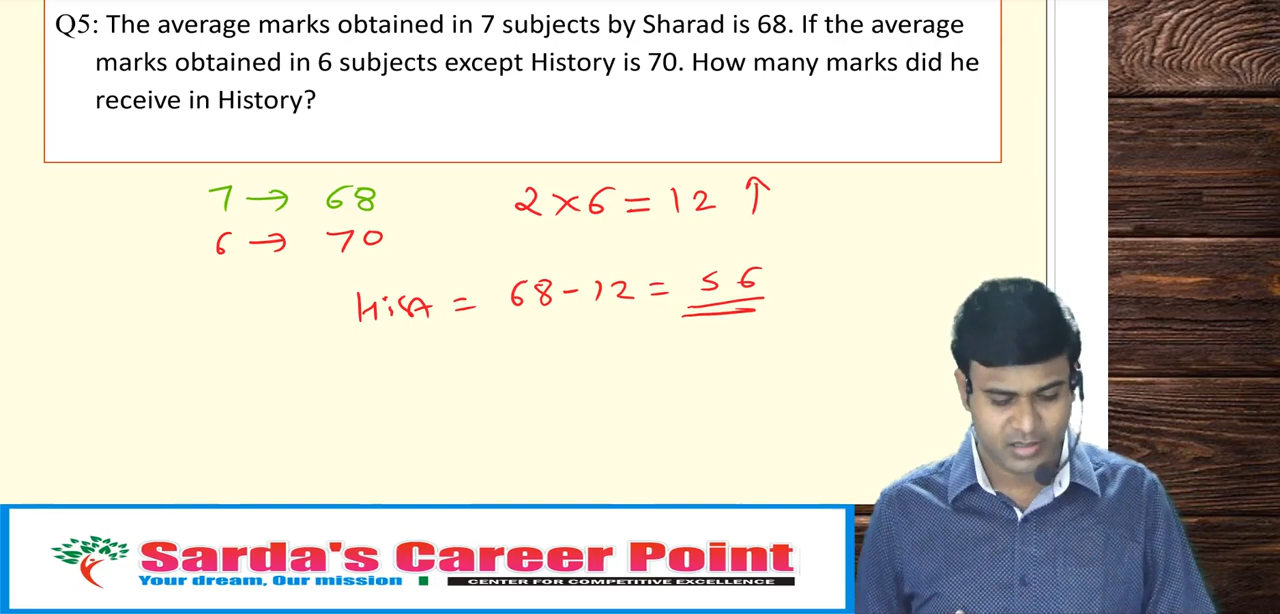 Q5: The average marks obtained in 7 subjects by Sharad is 68. If the average
marks obtained in 6 subjects except History is 70. How many marks did he
receive in History?
7 → 68
2 × 6 = 12 ↑
6 → 70
Hist = 68 - 12 = 56
Sarda's Career Point
Your dream, Our mission
CENTER FOR COMPETITIVE EXCELLENCE